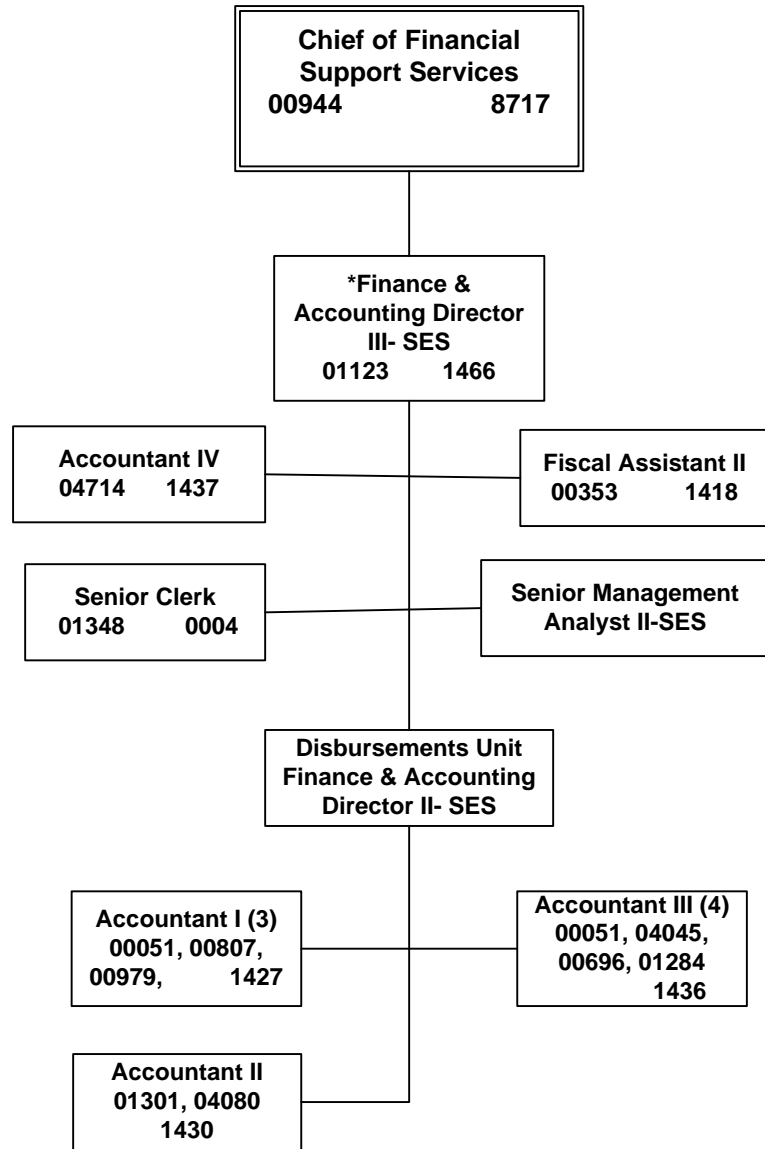 Chief of Financial
Support Services
00944 8717
*Finance &
Accounting Director
III- SES
01123 1466
Accountant IV
04714 1437
Fiscal Assistant II
00353 1418
Senior Clerk
01348 0004
Senior Management
Analyst II-SES
Disbursements Unit
Finance & Accounting
Director II- SES
Accountant I (3)
00051, 00807,
00979, 1427
Accountant III (4)
00051, 04045,
00696, 01284
1436
Accountant II
01301, 04080
1430